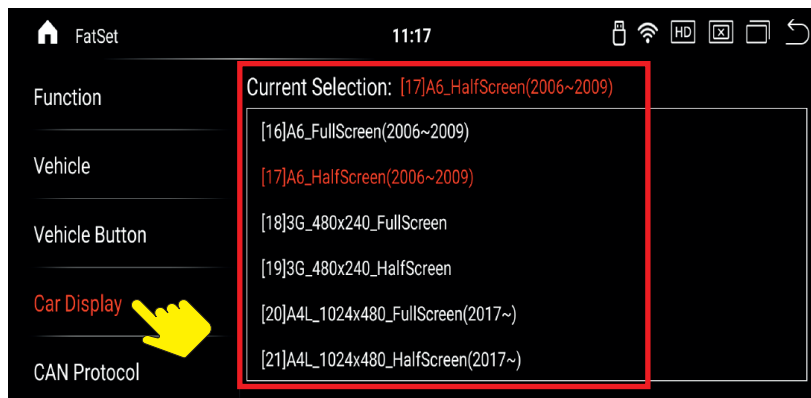 FatSet
11:17
HD
Function
Vehicle
Vehicle Button
Car Display
CAN Protocol
Current Selection: [17]A6_HalfScreen(2006~2009)
[16]A6_FullScreen(2006~2009)
[17]A6_HalfScreen(2006~2009)
[18]3G_480x240_FullScreen
[19]3G_480x240_HalfScreen
[20]A4L_1024x480_FullScreen(2017~)
[21]A4L_1024x480_HalfScreen(2017~)